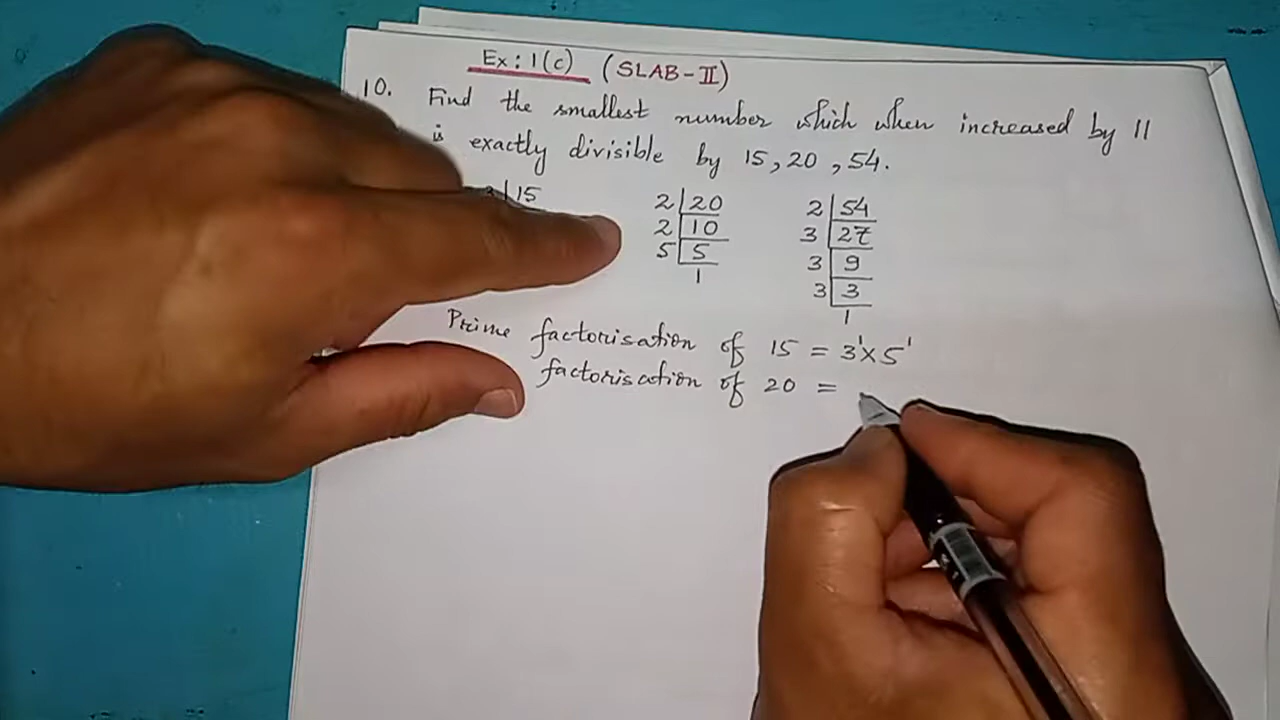 Ex: 1(c) (SLAB-II)
10. Find the smallest number which when increased by 11
is exactly divisible by 15, 20, 54.
3 | 15 2 | 20 2 | 54
2 | 10 3 | 27
5 | 5 3 | 9
1 3 | 3
1
Prime factorisation of 15 = 3¹ x 5¹
factorisation of 20 =